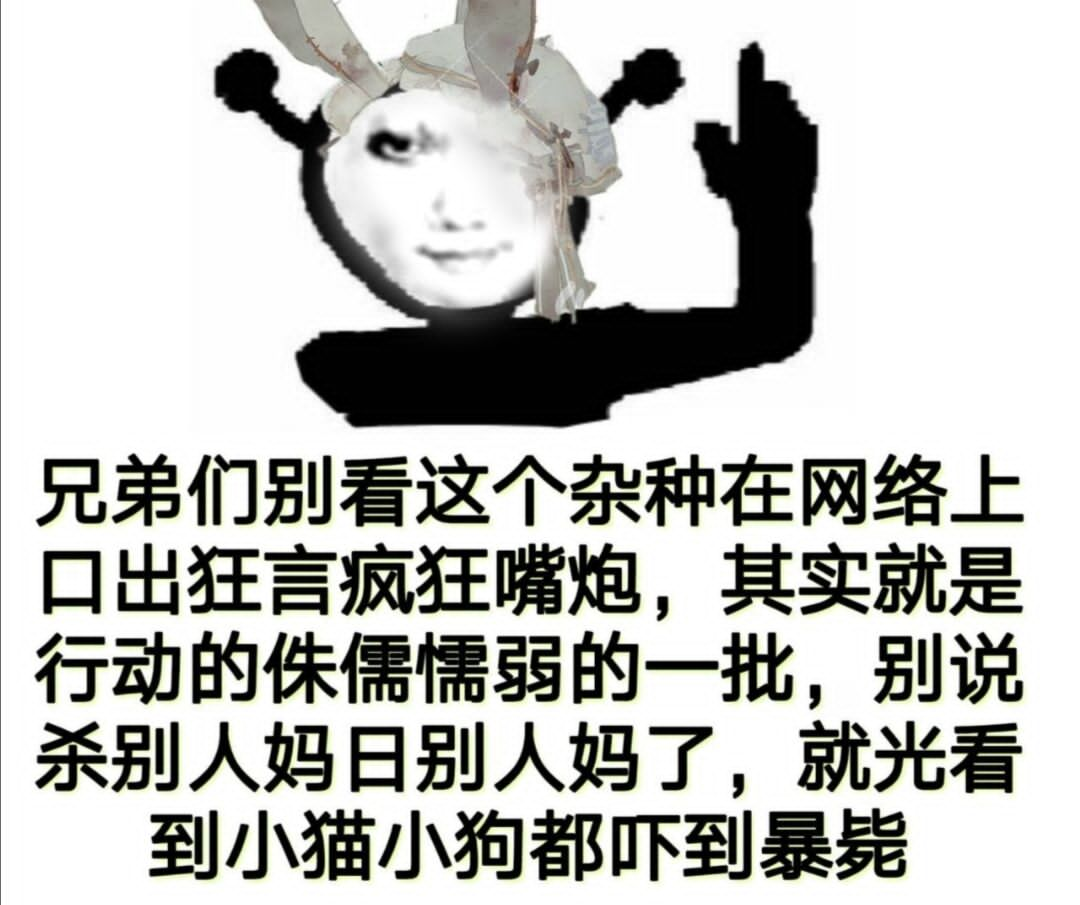 兄弟们别看这个杂种在网络上
口出狂言疯狂嘴炮，其实就是
行动的侏儒懦弱的一批，别说
杀别人妈日别人妈了，就光看
到小猫小狗都吓到暴毙